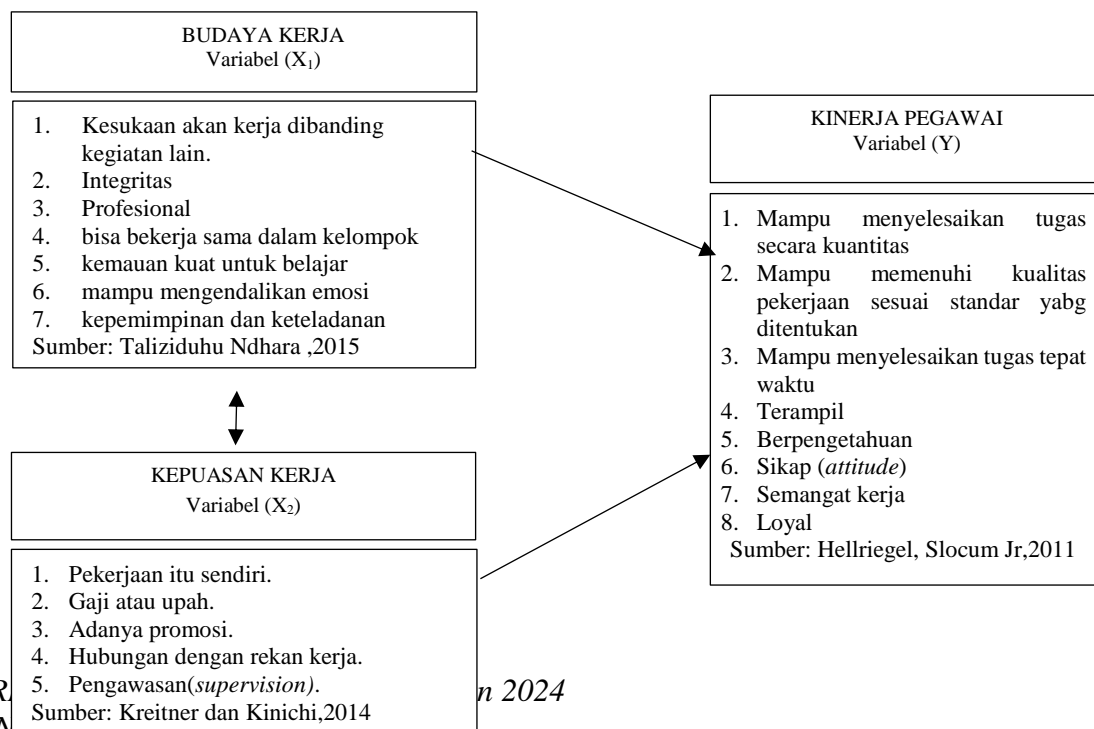 BUDAYA KERJA
Variabel (X₁)
1. Kesukaan akan kerja dibanding
kegiatan lain.
2. Integritas
3. Profesional
4. bisa bekerja sama dalam kelompok
5. kemauan kuat untuk belajar
6. mampu mengendalikan emosi
7. kepemimpinan dan keteladanan
Sumber: Taliziduhu Ndhara ,2015
KEPUASAN KERJA
Variabel (X₂)
1. Pekerjaan itu sendiri.
2. Gaji atau upah.
3. Adanya promosi.
4. Hubungan dengan rekan kerja.
5. Pengawasan(supervision).
Sumber: Kreitner dan Kinichi,2014
KINERJA PEGAWAI
Variabel (Y)
1. Mampu menyelesaikan tugas
secara kuantitas
2. Mampu memenuhi kualitas
pekerjaan sesuai standar yabg
ditentukan
3. Mampu menyelesaikan tugas tepat
waktu
4. Terampil
5. Berpengetahuan
6. Sikap (attitude)
7. Semangat kerja
8. Loyal
Sumber: Hellriegel, Slocum Jr,2011
2024